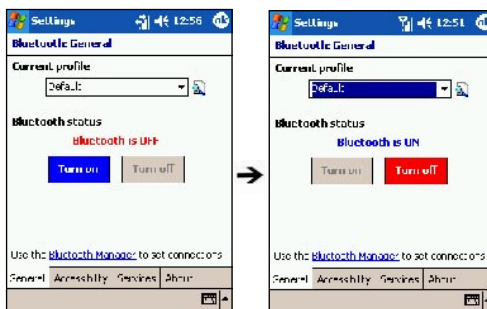 Settings 12:56 ok
Bluetooth General
Current profile
Default
Bluetooth status
Bluetooth is OFF
Turn on Turn off
Use the Bluetooth Manager to set connections
General Accessibility Services About
Settings 12:51 ok
Bluetooth General
Current profile
Default
Bluetooth status
Bluetooth is ON
Turn on Turn off
Use the Bluetooth Manager to set connections
General Accessibility Services About